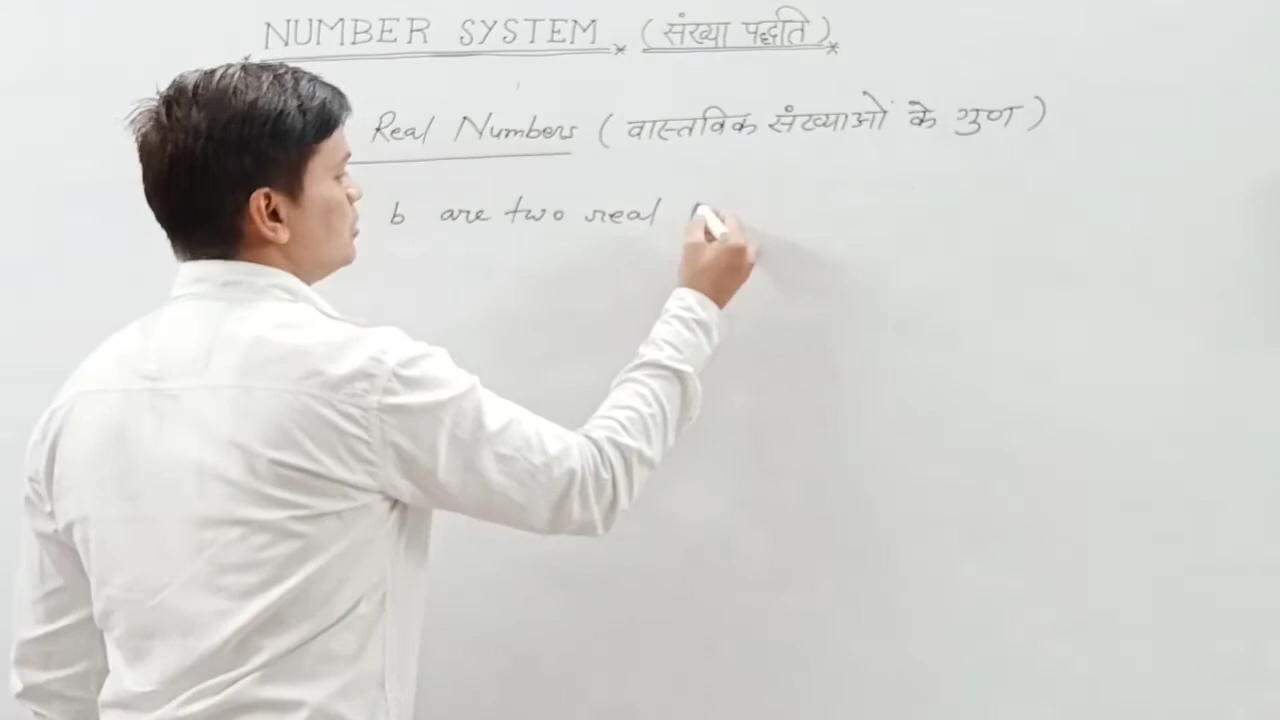 NUMBER SYSTEM (संख्या पद्धति)
Real Numbers (वास्तविक संख्याओं के गुण)
b are two real